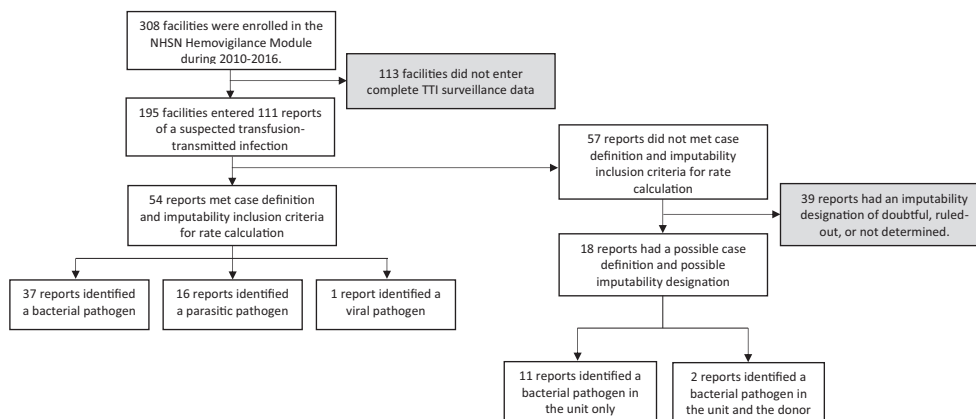 308 facilities were enrolled in the
NHSN Hemovigilance Module
during 2010-2016.
113 facilities did not enter
complete TTI surveillance data
195 facilities entered 111 reports
of a suspected transfusion-
transmitted infection
57 reports did not met case
definition and imputability
inclusion criteria for rate
calculation
39 reports had an imputability
designation of doubtful, ruled-
out, or not determined.
54 reports met case definition
and imputability inclusion criteria
for rate calculation
18 reports had a possible case
definition and possible
imputability designation
37 reports identified
a bacterial pathogen
16 reports identified
a parasitic pathogen
1 report identified a
viral pathogen
11 reports identified a
bacterial pathogen in
the unit only
2 reports identified a
bacterial pathogen in
the unit and the donor